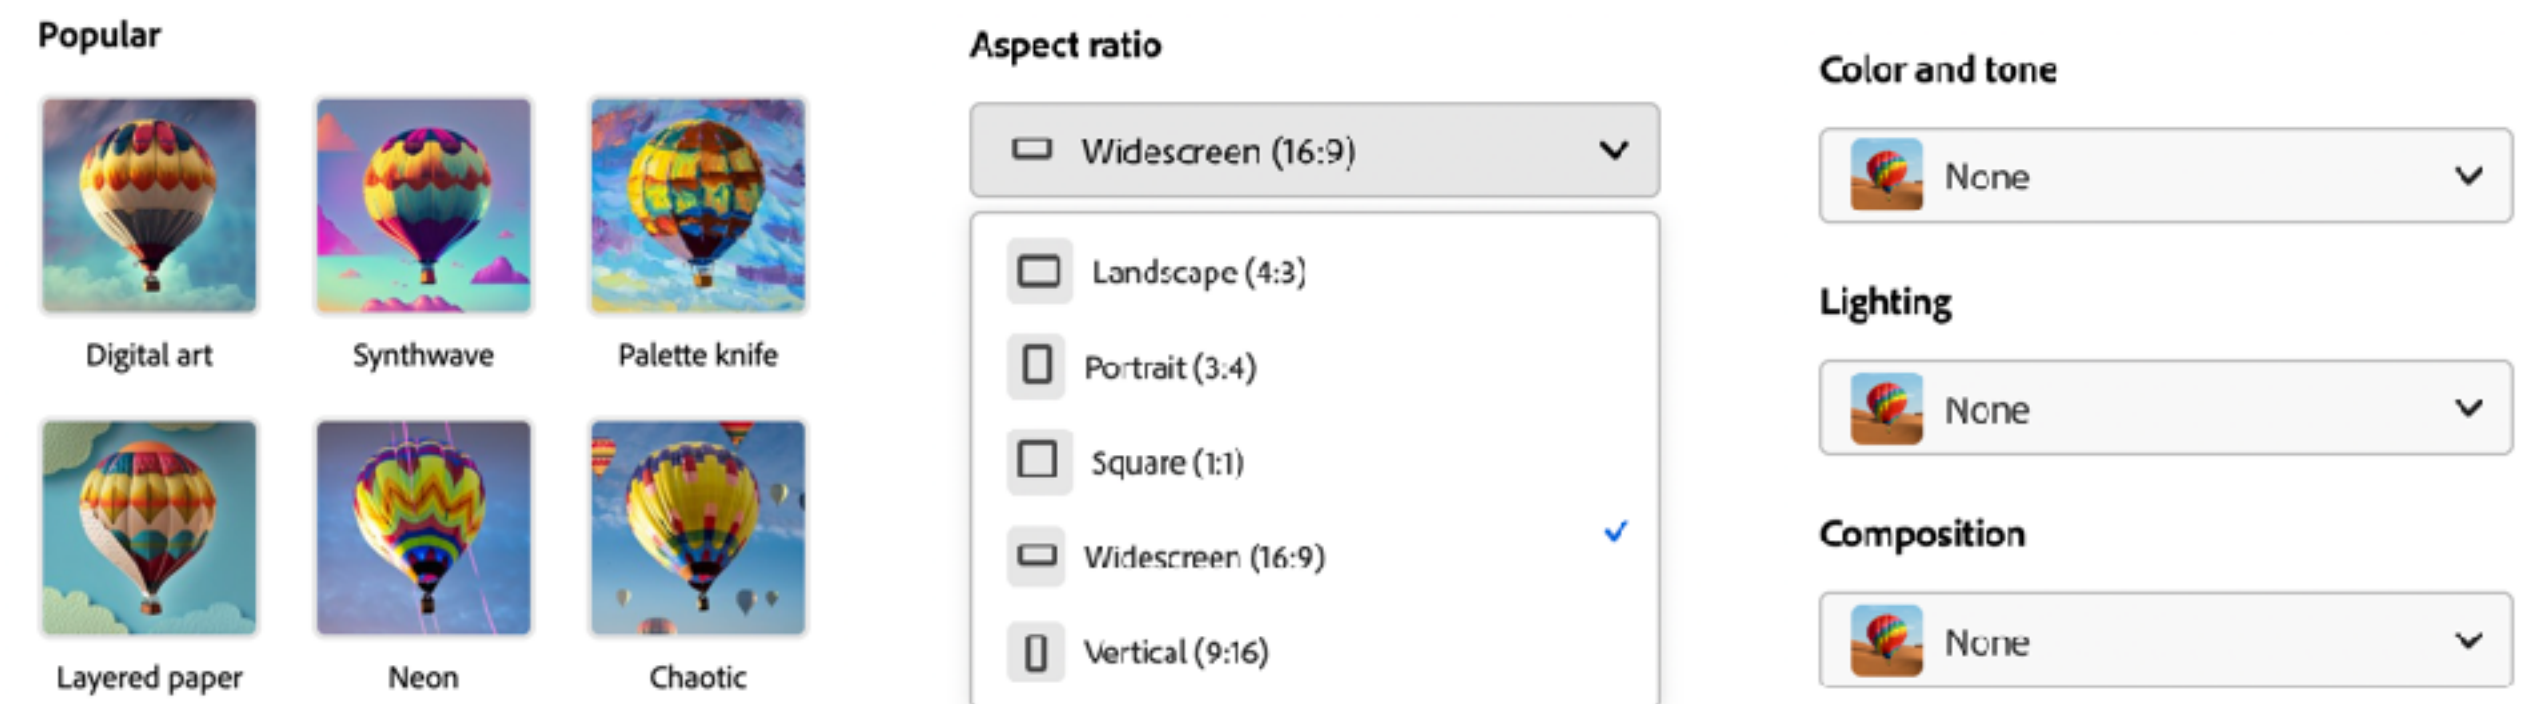 Popular
Digital art
Synthwave
Palette knife
Layered paper
Neon
Chaotic
Aspect ratio
Widescreen (16:9)
Landscape (4:3)
Portrait (3:4)
Square (1:1)
Widescreen (16:9)
Vertical (9:16)
Color and tone
None
Lighting
None
Composition
None